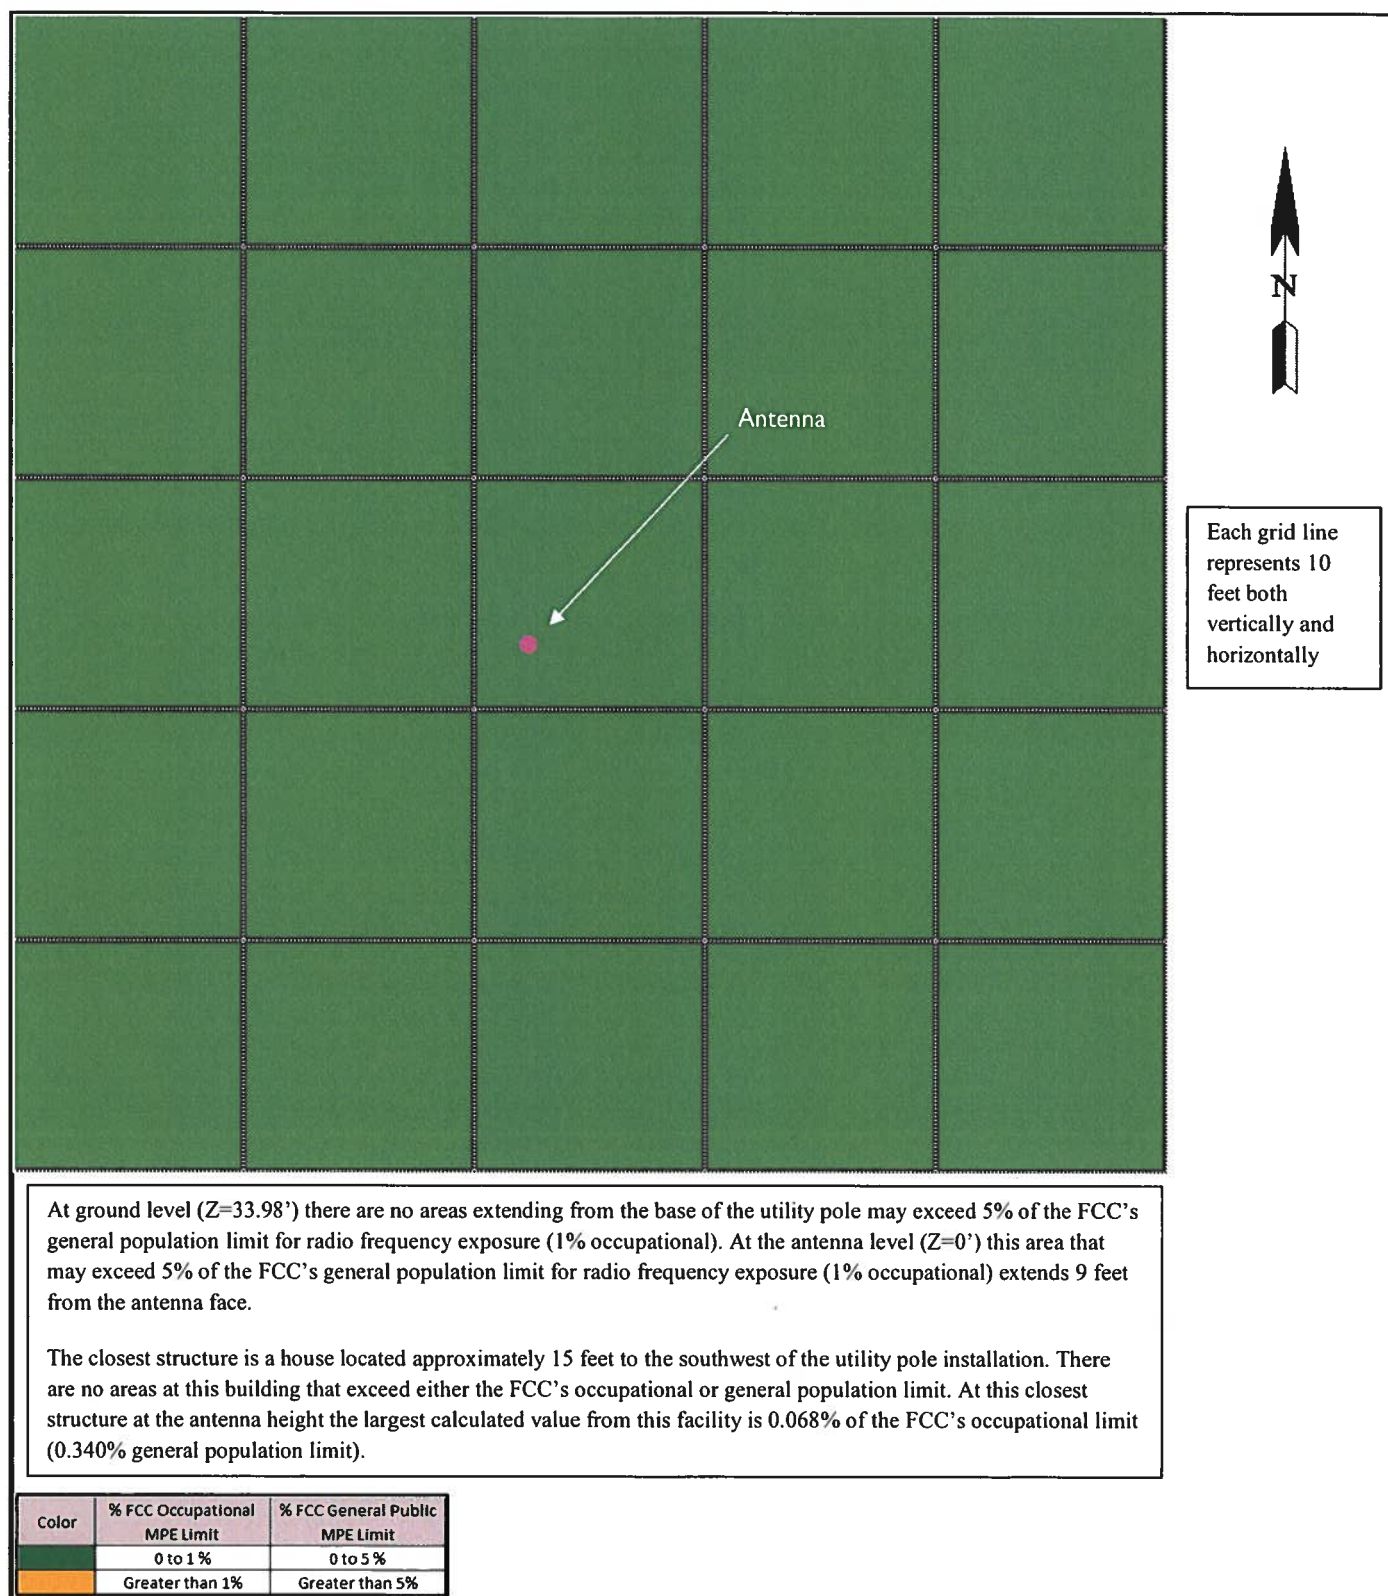 Antenna
N
Each grid line
represents 10
feet both
vertically and
horizontally
At ground level (Z=33.98’) there are no areas extending from the base of the utility pole may exceed 5% of the FCC’s
general population limit for radio frequency exposure (1% occupational). At the antenna level (Z=0’) this area that
may exceed 5% of the FCC’s general population limit for radio frequency exposure (1% occupational) extends 9 feet
from the antenna face.
The closest structure is a house located approximately 15 feet to the southwest of the utility pole installation. There
are no areas at this building that exceed either the FCC’s occupational or general population limit. At this closest
structure at the antenna height the largest calculated value from this facility is 0.068% of the FCC’s occupational limit
(0.340% general population limit).
Color % FCC Occupational MPE Limit % FCC General Public MPE Limit
0 to 1% 0 to 5%
Greater than 1% Greater than 5%